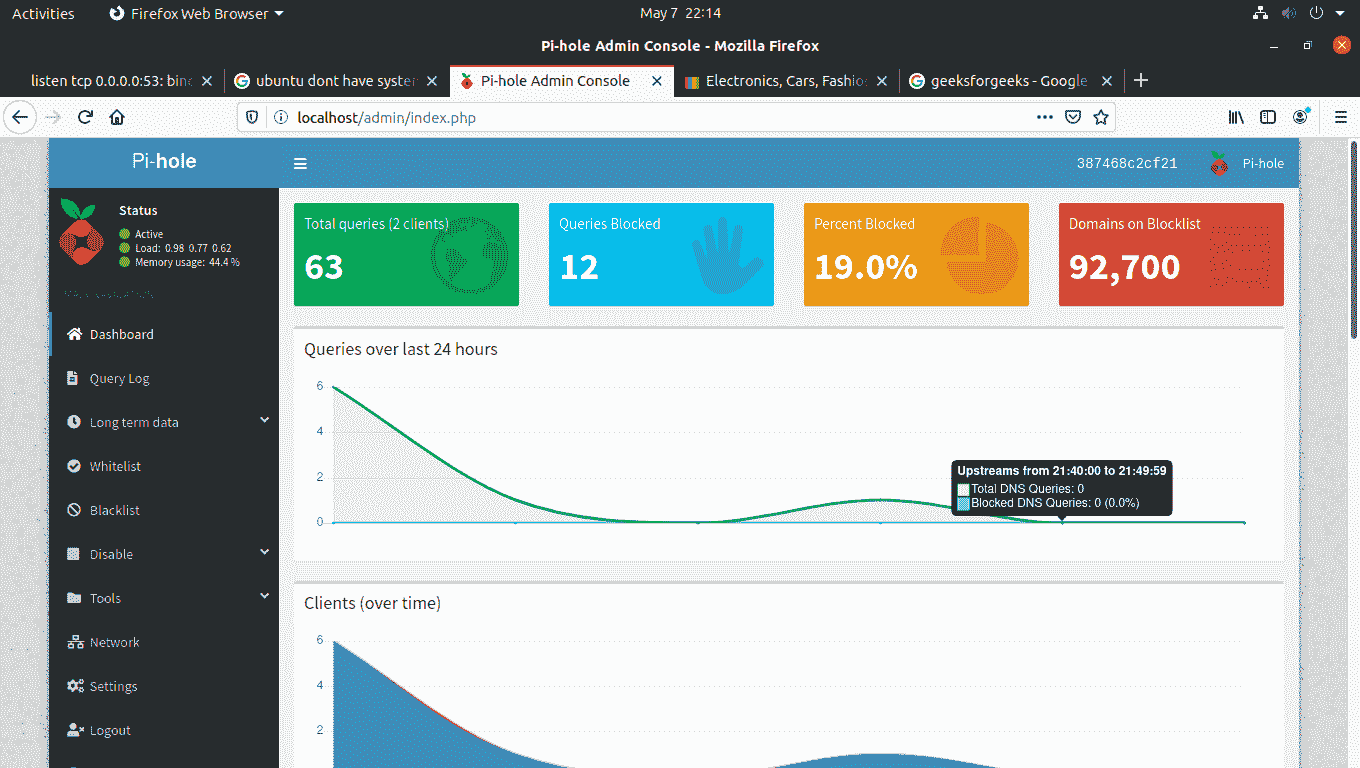 Activities
Firefox Web Browser
May 7 22:14
Pi-hole Admin Console - Mozilla Firefox
listen tcp 0.0.0.0:53: bin
ubuntu dont have syste
Pi-hole Admin Console
Electronics, Cars, Fashio
geeksforgeeks - Google
localhost/admin/index.php
Pi-hole
387468c2cf21
Pi-hole
Status
Active
Load: 0.98 0.77 0.62
Memory usage: 44.4 %
Dashboard
Query Log
Long term data
Whitelist
Blacklist
Disable
Tools
Network
Settings
Logout
Total queries (2 clients)
63
Queries Blocked
12
Percent Blocked
19.0%
Domains on Blocklist
92,700
Queries over last 24 hours
6
4
2
0
Upstreams from 21:40:00 to 21:49:59
Total DNS Queries: 0
Blocked DNS Queries: 0 (0.0%)
Clients (over time)
6
4
2